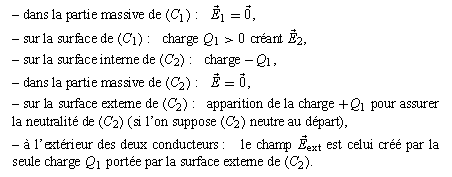 – dans la partie massive de (C₁) : E⃗₁ = 0⃗,
– sur la surface de (C₁) : charge Q₁ > 0 créant E⃗₂,
– sur la surface interne de (C₂) : charge −Q₁,
– dans la partie massive de (C₂) : E⃗ = 0⃗,
– sur la surface externe de (C₂) : apparition de la charge +Q₁ pour assurer
la neutralité de (C₂) (si l'on suppose (C₂) neutre au départ),
– à l'extérieur des deux conducteurs : le champ E⃗ext est celui créé par la
seule charge Q₁ portée par la surface externe de (C₂).